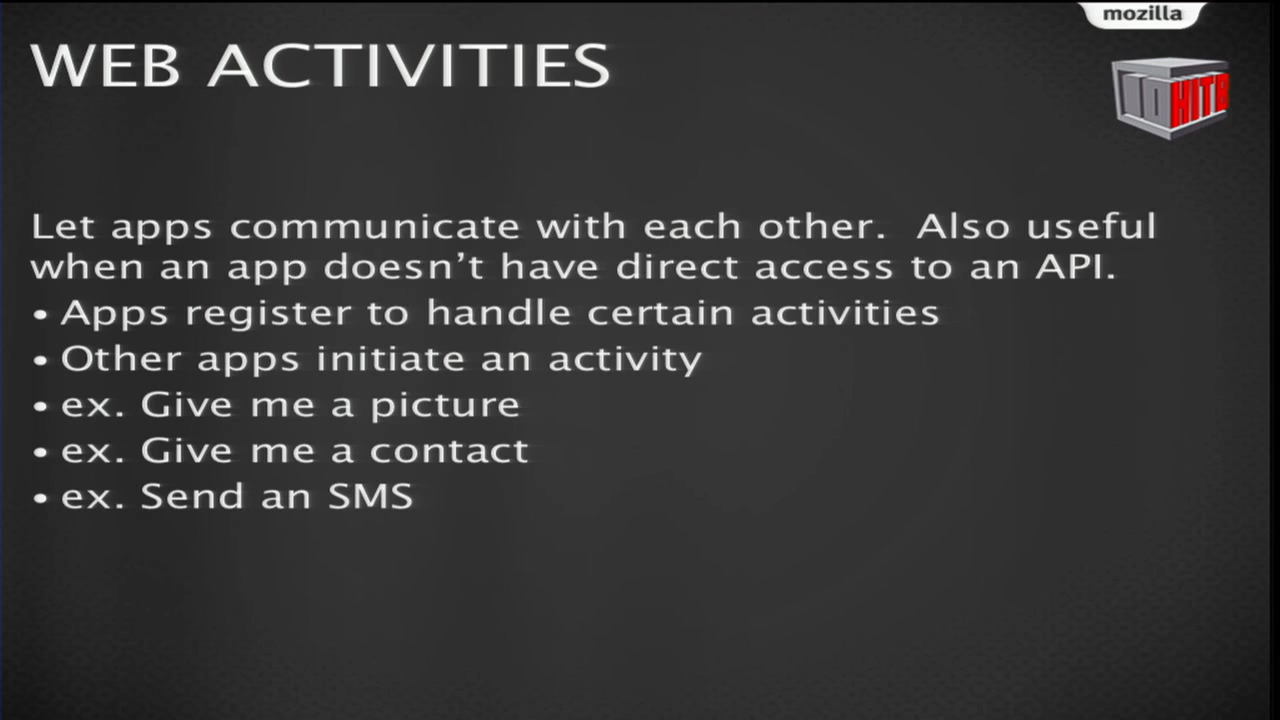 mozilla
WEB ACTIVITIES
10 HITB
Let apps communicate with each other. Also useful
when an app doesn’t have direct access to an API.
• Apps register to handle certain activities
• Other apps initiate an activity
• ex. Give me a picture
• ex. Give me a contact
• ex. Send an SMS